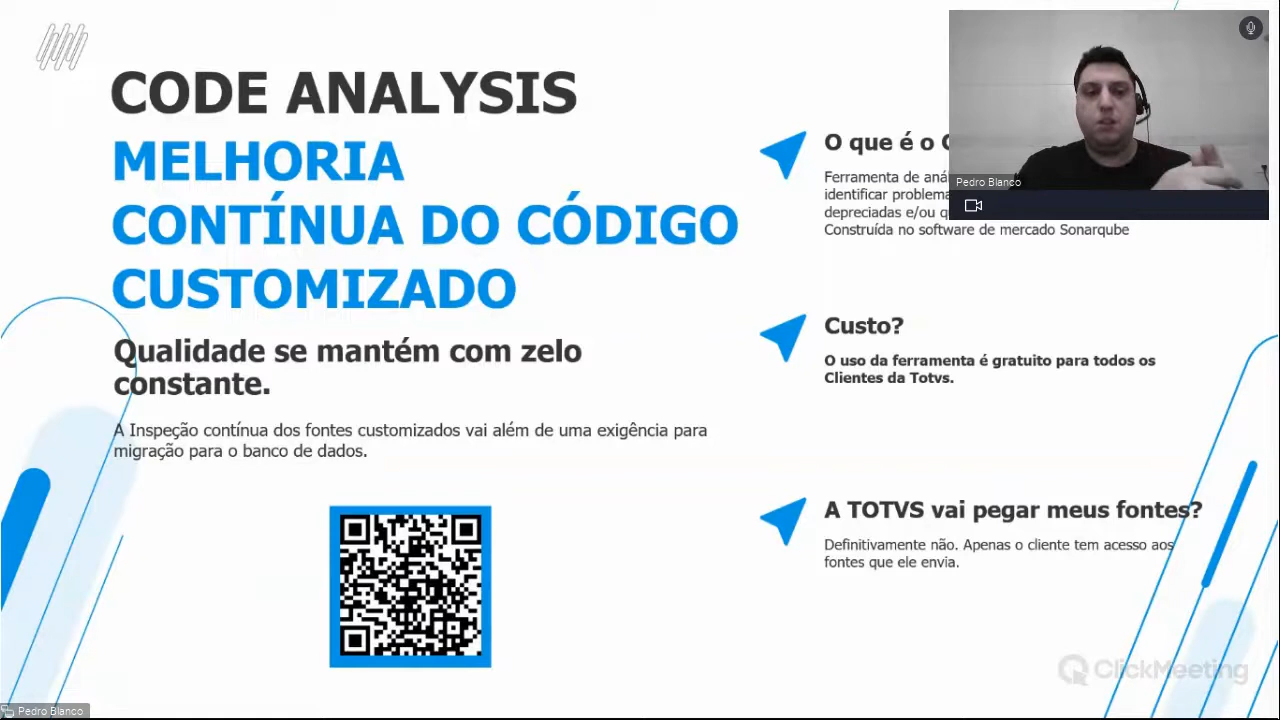 CODE ANALYSIS
MELHORIA
CONTÍNUA DO CÓDIGO
CUSTOMIZADO
Qualidade se mantém com zelo
constante.
A Inspeção contínua dos fontes customizados vai além de uma exigência para
migração para o banco de dados.
O que é o
Ferramenta de
identificar
depreciadas e/ou
Construída no software de mercado Sonarqube
Custo?
O uso da ferramenta é gratuito para todos os
Clientes da Totvs.
A TOTVS vai pegar meus fontes?
Definitivamente não. Apenas o cliente tem acesso aos
fontes que ele envia.
Pedro Blanco
ClickMeeting
Pedro Blanco